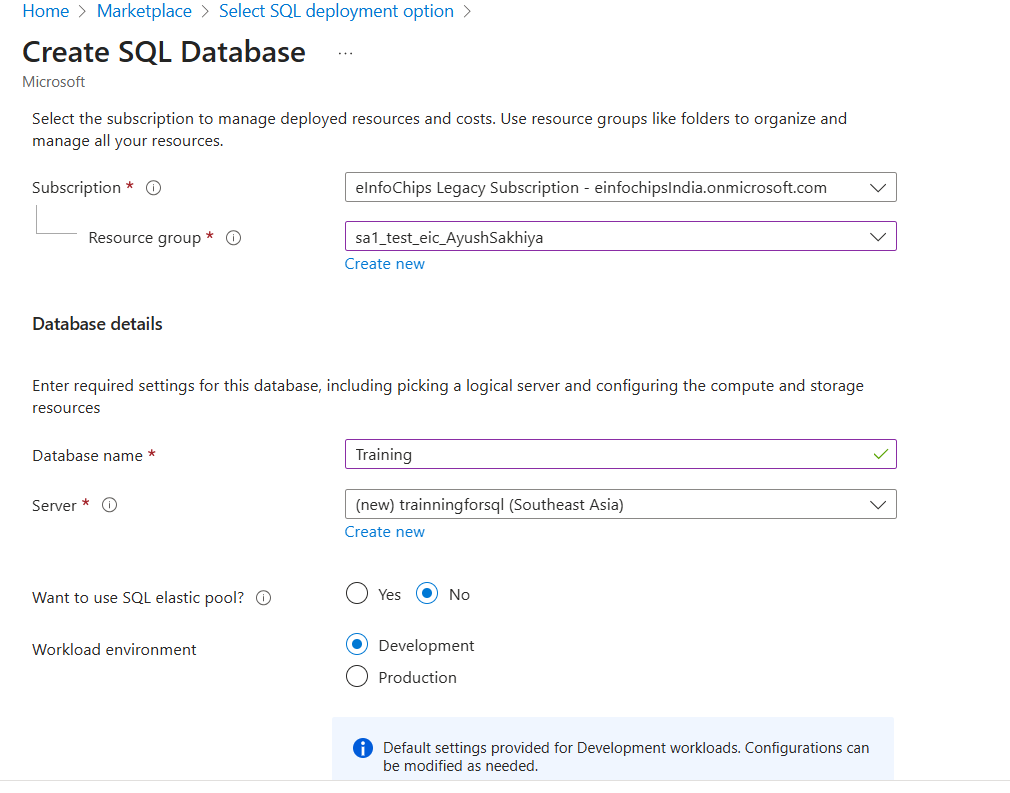 Home > Marketplace > Select SQL deployment option >
Create SQL Database ...
Microsoft
Select the subscription to manage deployed resources and costs. Use resource groups like folders to organize and
manage all your resources.
Subscription *
eInfoChips Legacy Subscription - einfochipsIndia.onmicrosoft.com
Resource group *
sa1_test_eic_AyushSakhiya
Create new
Database details
Enter required settings for this database, including picking a logical server and configuring the compute and storage
resources
Database name *
Training
Server *
(new) trainningforsql (Southeast Asia)
Create new
Want to use SQL elastic pool?
Yes No
Workload environment
Development
Production
Default settings provided for Development workloads. Configurations can
be modified as needed.